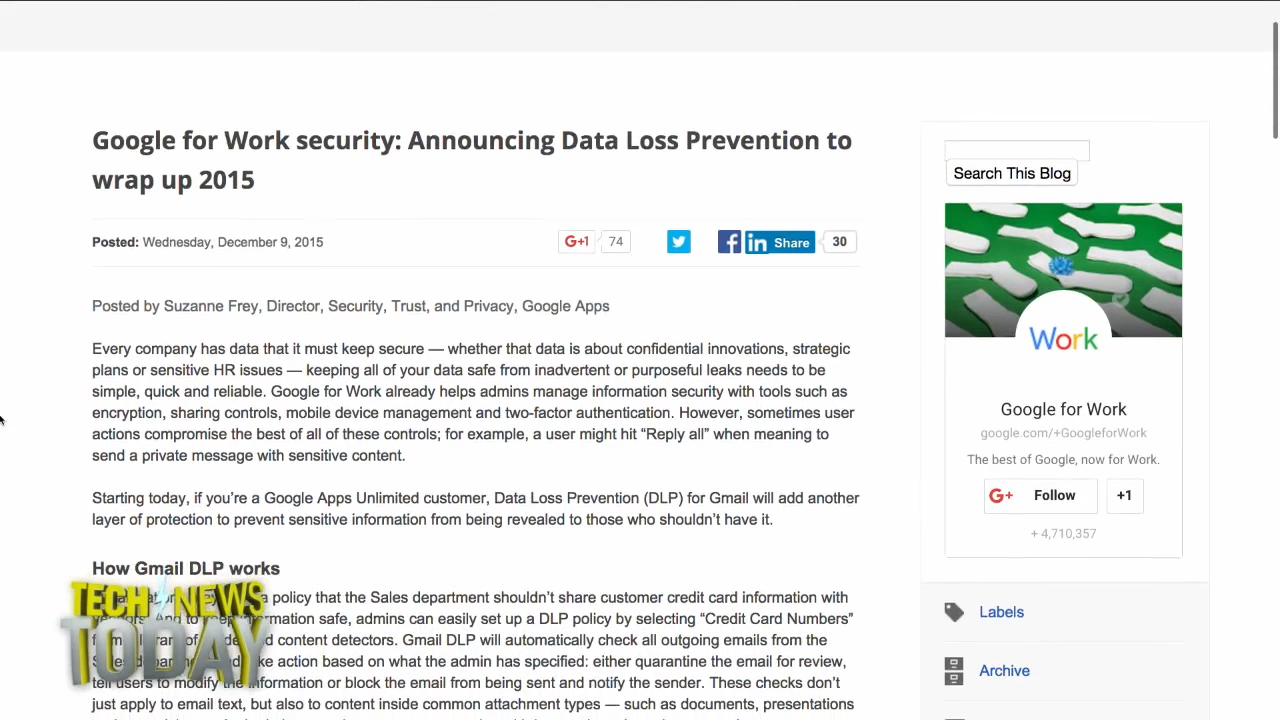 Google for Work security: Announcing Data Loss Prevention to
wrap up 2015
Posted: Wednesday, December 9, 2015
G+1 74
in Share 30
Posted by Suzanne Frey, Director, Security, Trust, and Privacy, Google Apps
Every company has data that it must keep secure — whether that data is about confidential innovations, strategic
plans or sensitive HR issues — keeping all of your data safe from inadvertent or purposeful leaks needs to be
simple, quick and reliable. Google for Work already helps admins manage information security with tools such as
encryption, sharing controls, mobile device management and two-factor authentication. However, sometimes user
actions compromise the best of all of these controls; for example, a user might hit “Reply all” when meaning to
send a private message with sensitive content.
Starting today, if you’re a Google Apps Unlimited customer, Data Loss Prevention (DLP) for Gmail will add another
layer of protection to prevent sensitive information from being revealed to those who shouldn’t have it.
How Gmail DLP works
a policy that the Sales department shouldn’t share customer credit card information with
safe, admins can easily set up a DLP policy by selecting “Credit Card Numbers”
content detectors. Gmail DLP will automatically check all outgoing emails from the
action based on what the admin has specified: either quarantine the email for review,
tell users to modify the information or block the email from being sent and notify the sender. These checks don’t
just apply to email text, but also to content inside common attachment types — such as documents, presentations
TECH NEWS
TODAY
Search This Blog
Work
Google for Work
google.com/+GoogleforWork
The best of Google, now for Work.
G+ Follow +1
+ 4,710,357
Labels
Archive